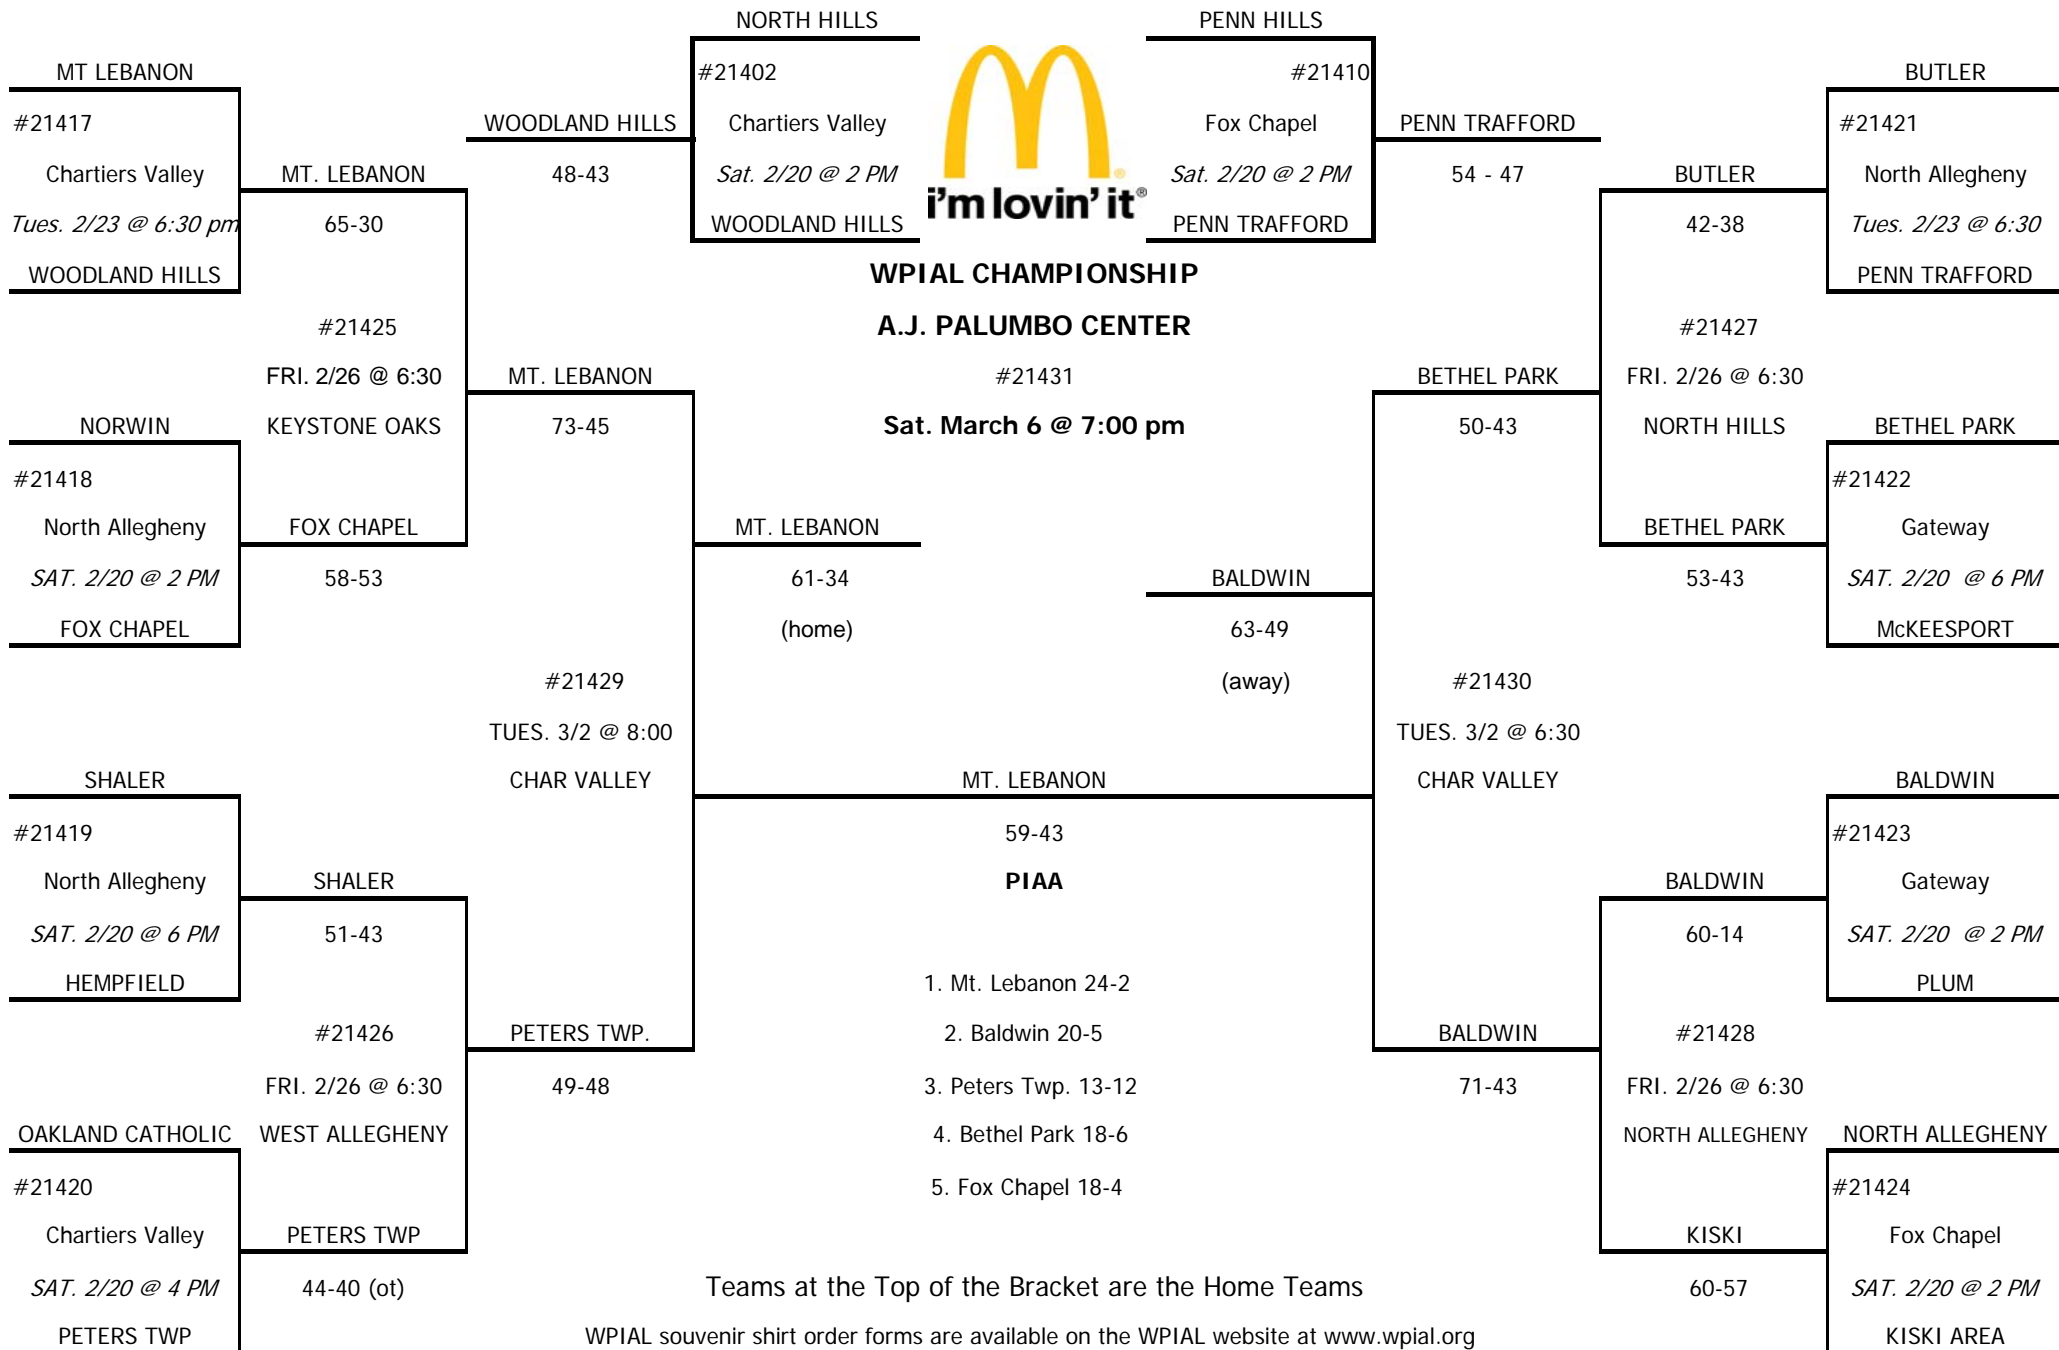 NORTH HILLS
PENN HILLS
MT LEBANON
#21402
#21410
BUTLER
#21417
WOODLAND HILLS
Chartiers Valley
Fox Chapel
PENN TRAFFORD
#21421
Chartiers Valley
MT. LEBANON
48-43
Sat. 2/20 @ 2 PM
Sat. 2/20 @ 2 PM
54 - 47
BUTLER
North Allegheny
i'm lovin' it®
Tues. 2/23 @ 6:30 pm
65-30
WOODLAND HILLS
PENN TRAFFORD
42-38
Tues. 2/23 @ 6:30
WOODLAND HILLS
WPIAL CHAMPIONSHIP
PENN TRAFFORD
#21425
A.J. PALUMBO CENTER
#21427
FRI. 2/26 @ 6:30
MT. LEBANON
#21431
BETHEL PARK
FRI. 2/26 @ 6:30
NORWIN
KEYSTONE OAKS
73-45
Sat. March 6 @ 7:00 pm
50-43
NORTH HILLS
BETHEL PARK
#21418
#21422
North Allegheny
FOX CHAPEL
MT. LEBANON
BETHEL PARK
Gateway
SAT. 2/20 @ 2 PM
58-53
61-34
BALDWIN
53-43
SAT. 2/20 @ 6 PM
FOX CHAPEL
(home)
63-49
McKEESPORT
#21429
(away)
#21430
TUES. 3/2 @ 8:00
TUES. 3/2 @ 6:30
SHALER
CHAR VALLEY
MT. LEBANON
CHAR VALLEY
BALDWIN
#21419
59-43
#21423
North Allegheny
SHALER
PIAA
BALDWIN
Gateway
SAT. 2/20 @ 6 PM
51-43
60-14
SAT. 2/20 @ 2 PM
HEMPFIELD
1. Mt. Lebanon 24-2
PLUM
#21426
PETERS TWP.
2. Baldwin 20-5
BALDWIN
#21428
FRI. 2/26 @ 6:30
49-48
3. Peters Twp. 13-12
71-43
FRI. 2/26 @ 6:30
OAKLAND CATHOLIC
WEST ALLEGHENY
4. Bethel Park 18-6
NORTH ALLEGHENY
NORTH ALLEGHENY
#21420
5. Fox Chapel 18-4
#21424
Chartiers Valley
PETERS TWP
KISKI
Fox Chapel
SAT. 2/20 @ 4 PM
44-40 (ot)
Teams at the Top of the Bracket are the Home Teams
60-57
SAT. 2/20 @ 2 PM
PETERS TWP
WPIAL souvenir shirt order forms are available on the WPIAL website at www.wpial.org
KISKI AREA